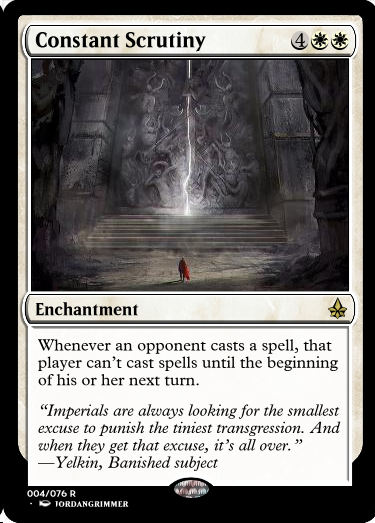 Constant Scrutiny 4
Enchantment
Whenever an opponent casts a spell, that
player can't cast spells until the beginning
of his or her next turn.
“Imperials are always looking for the smallest
excuse to punish the tiniest transgression. And
when they get that excuse, it's all over.”
—Yelkin, Banished subject
004/076 R
· JORDANGRIMMER